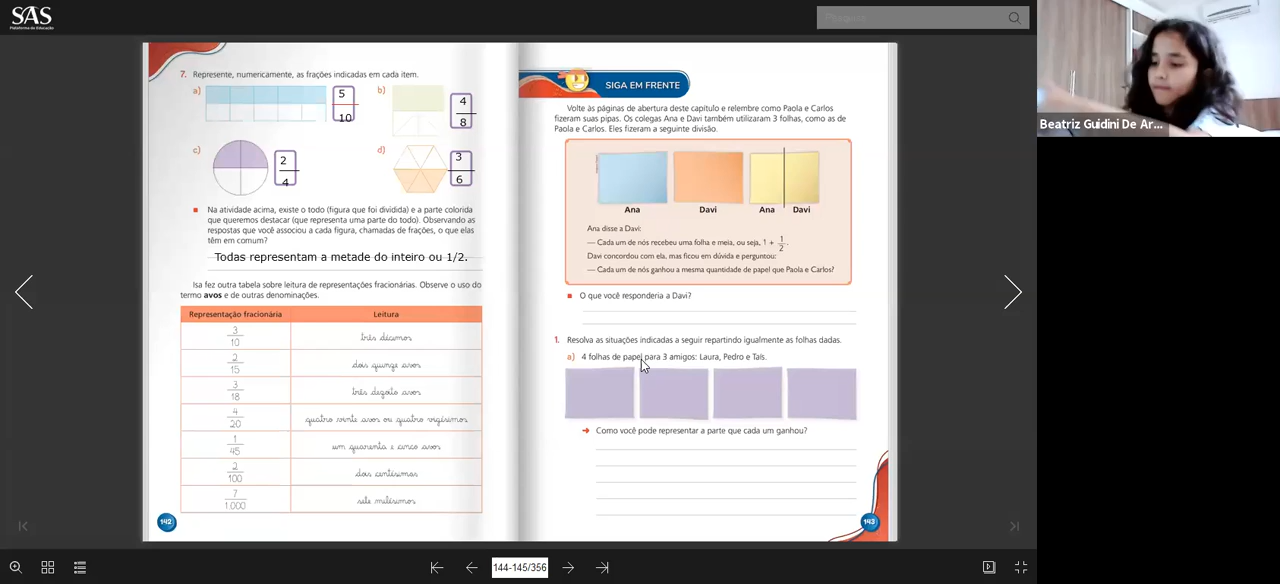 SAS
Plataforma de Educação
Pesquisar
Beatriz Guidini De Ar...
7. Represente, numericamente, as frações indicadas em cada item.
a) 5/10
b) 4/8
c) 2/4
d) 3/6
■ Na atividade acima, existe o todo (figura que foi dividida) e a parte colorida
que queremos destacar (que representa uma parte do todo). Observando as
respostas que você associou a cada figura, chamadas de frações, o que elas
têm em comum?
Todas representam a metade do inteiro ou 1/2.
Isa fez outra tabela sobre leitura de representações fracionárias. Observe o uso do
termo avos e de outras denominações.
Representação fracionária Leitura
3/10 três décimos
2/15 dois quinze avos
3/18 três dezoito avos
4/20 quatro vinte avos ou quatro vigésimos
1/45 um quarenta e cinco avos
2/100 dois centésimos
7/1.000 sete milésimos
142
SIGA EM FRENTE
Volte às páginas de abertura deste capítulo e relembre como Paola e Carlos
fizeram suas pipas. Os colegas Ana e Davi também utilizaram 3 folhas, como as de
Paola e Carlos. Eles fizeram a seguinte divisão.
Ana Davi Ana Davi
Ana disse a Davi:
— Cada um de nós recebeu uma folha e meia, ou seja, 1 + 1/2.
Davi concordou com ela, mas ficou em dúvida e perguntou:
— Cada um de nós ganhou a mesma quantidade de papel que Paola e Carlos?
■ O que você responderia a Davi?
1. Resolva as situações indicadas a seguir repartindo igualmente as folhas dadas.
a) 4 folhas de papel para 3 amigos: Laura, Pedro e Taís.
➔ Como você pode representar a parte que cada um ganhou?
143
144-145/356